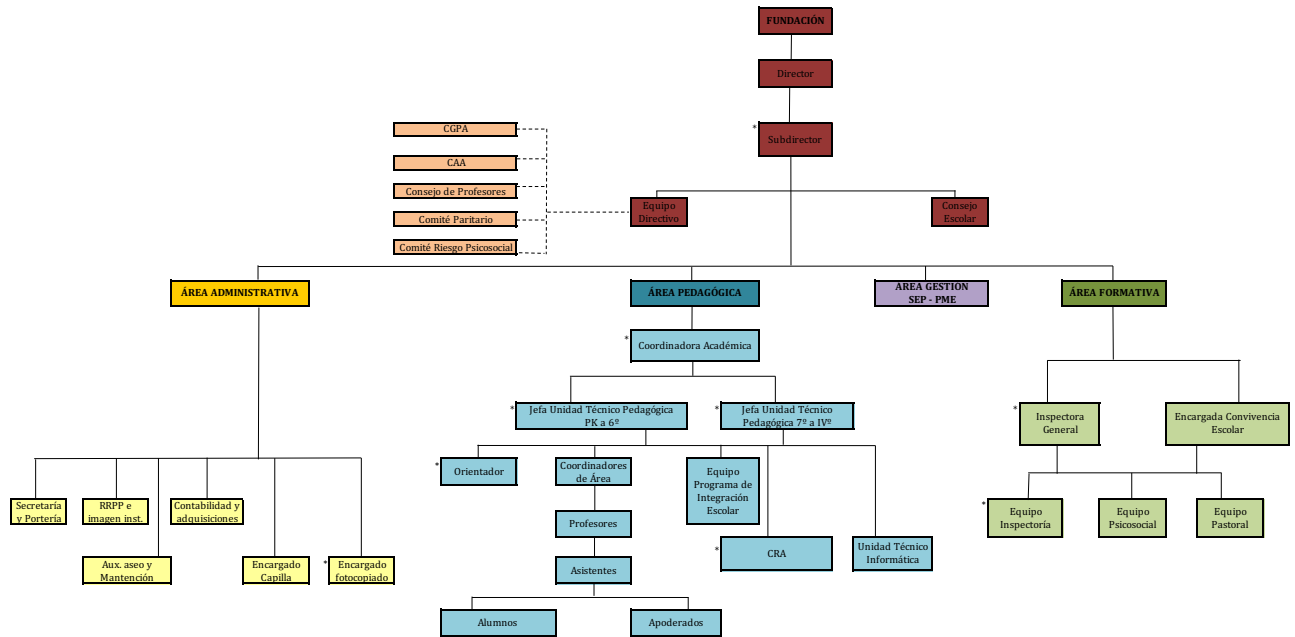 FUNDACIÓN
Director
*
Subdirector
CGPA
CAA
Consejo de Profesores
Comité Paritario
Comité Riesgo Psicosocial
Equipo
Directivo
Consejo
Escolar
ÁREA ADMINISTRATIVA
ÁREA PEDAGÓGICA
ÁREA GESTIÓN
SEP - PME
ÁREA FORMATIVA
*
Coordinadora Académica
*
Jefa Unidad Técnico Pedagógica
PK a 6º
*
Jefa Unidad Técnico
Pedagógica 7º a IVº
*
Inspectora
General
Encargada Convivencia
Escolar
*
Orientador
Coordinadores
de Área
Equipo
Programa de
Integración
Escolar
Secretaría
y Portería
RRPP e
imagen inst.
Contabilidad y
adquisiciones
Profesores
*
Equipo
Inspectoría
Equipo
Psicosocial
Equipo
Pastoral
*
CRA
Unidad Técnico
Informática
Aux. aseo y
Mantención
Encargado
Capilla
*
Encargado
fotocopiado
Asistentes
Alumnos
Apoderados